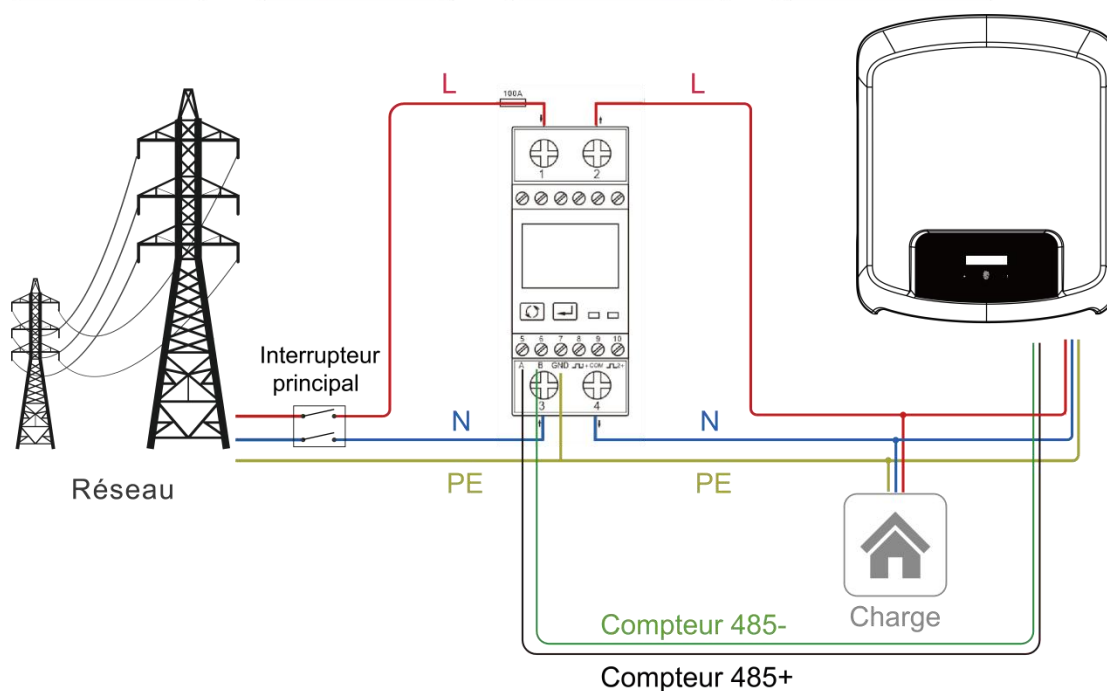 L
L
100A
1
2
Interrupteur
principal
5 6 7 8 9 10
A B GND + COM 2+
3
4
N
N
PE
PE
Réseau
Charge
Compteur 485-
Compteur 485+